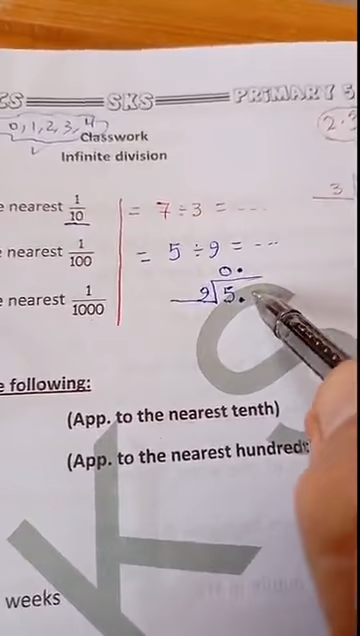 SKS PRIMARY 5
0,1,2,3,4
Classwork
2.3
Infinite division
3
nearest 1/10 = 7÷3 = ---
nearest 1/100 = 5÷9 = ---
0.
9 5.
nearest 1/1000
following:
(App. to the nearest tenth)
(App. to the nearest hundred
weeks